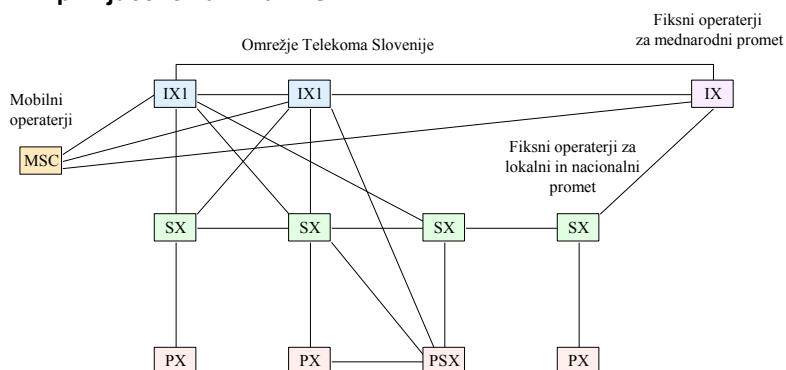 Fiksni operaterji
za mednarodni promet
Omrežje Telekoma Slovenije
IX1
IX1
IX
Mobilni
operaterji
MSC
Fiksni operaterji za
lokalni in nacionalni
promet
SX
SX
SX
SX
PX
PX
PSX
PX